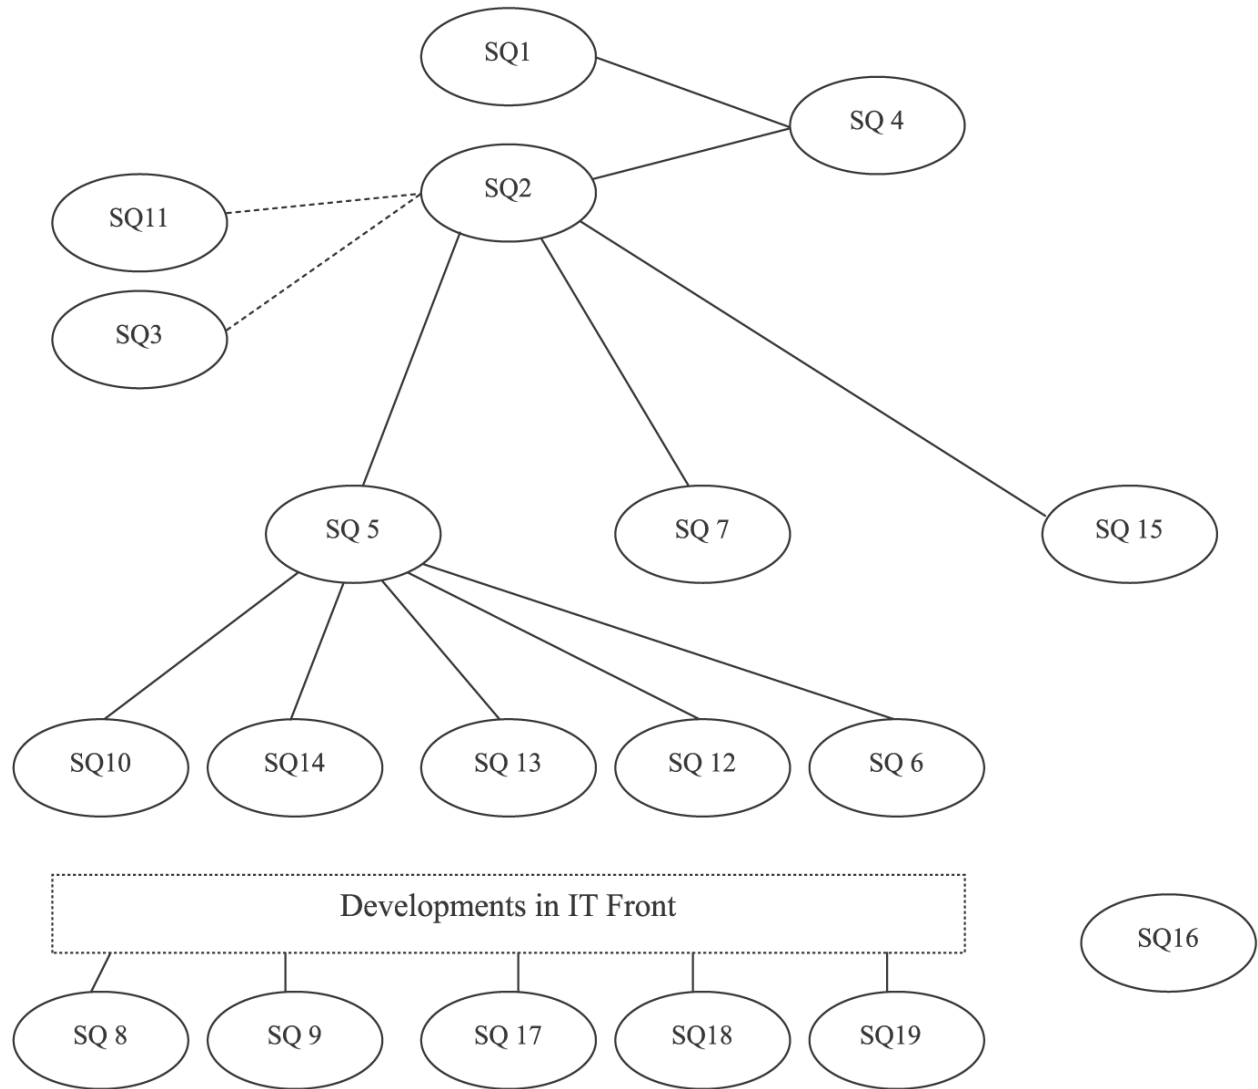 SQ1
SQ 4
SQ2
SQ11
SQ3
SQ 5
SQ 7
SQ 15
SQ10
SQ14
SQ 13
SQ 12
SQ 6
Developments in IT Front
SQ16
SQ 8
SQ 9
SQ 17
SQ18
SQ19